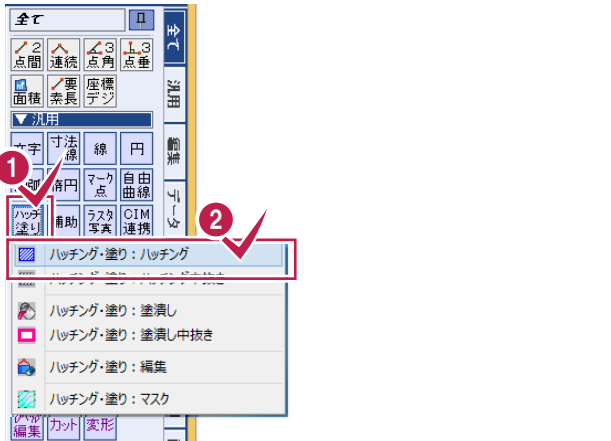 全て
2点間 連続 3点角 3点垂
面積 要素長 座標デジ
▼ 汎用
文字 寸法線 線 円
楕円 マーク点 自由曲線
ハッチ塗り 補助 ラスタ写真 CIM連携
1
2
ハッチング・塗り：ハッチング
ハッチング・塗り：塗潰し
ハッチング・塗り：塗潰し中抜き
ハッチング・塗り：編集
ハッチング・塗り：マスク
編集 カット 変形
全て
汎用
編集
データ